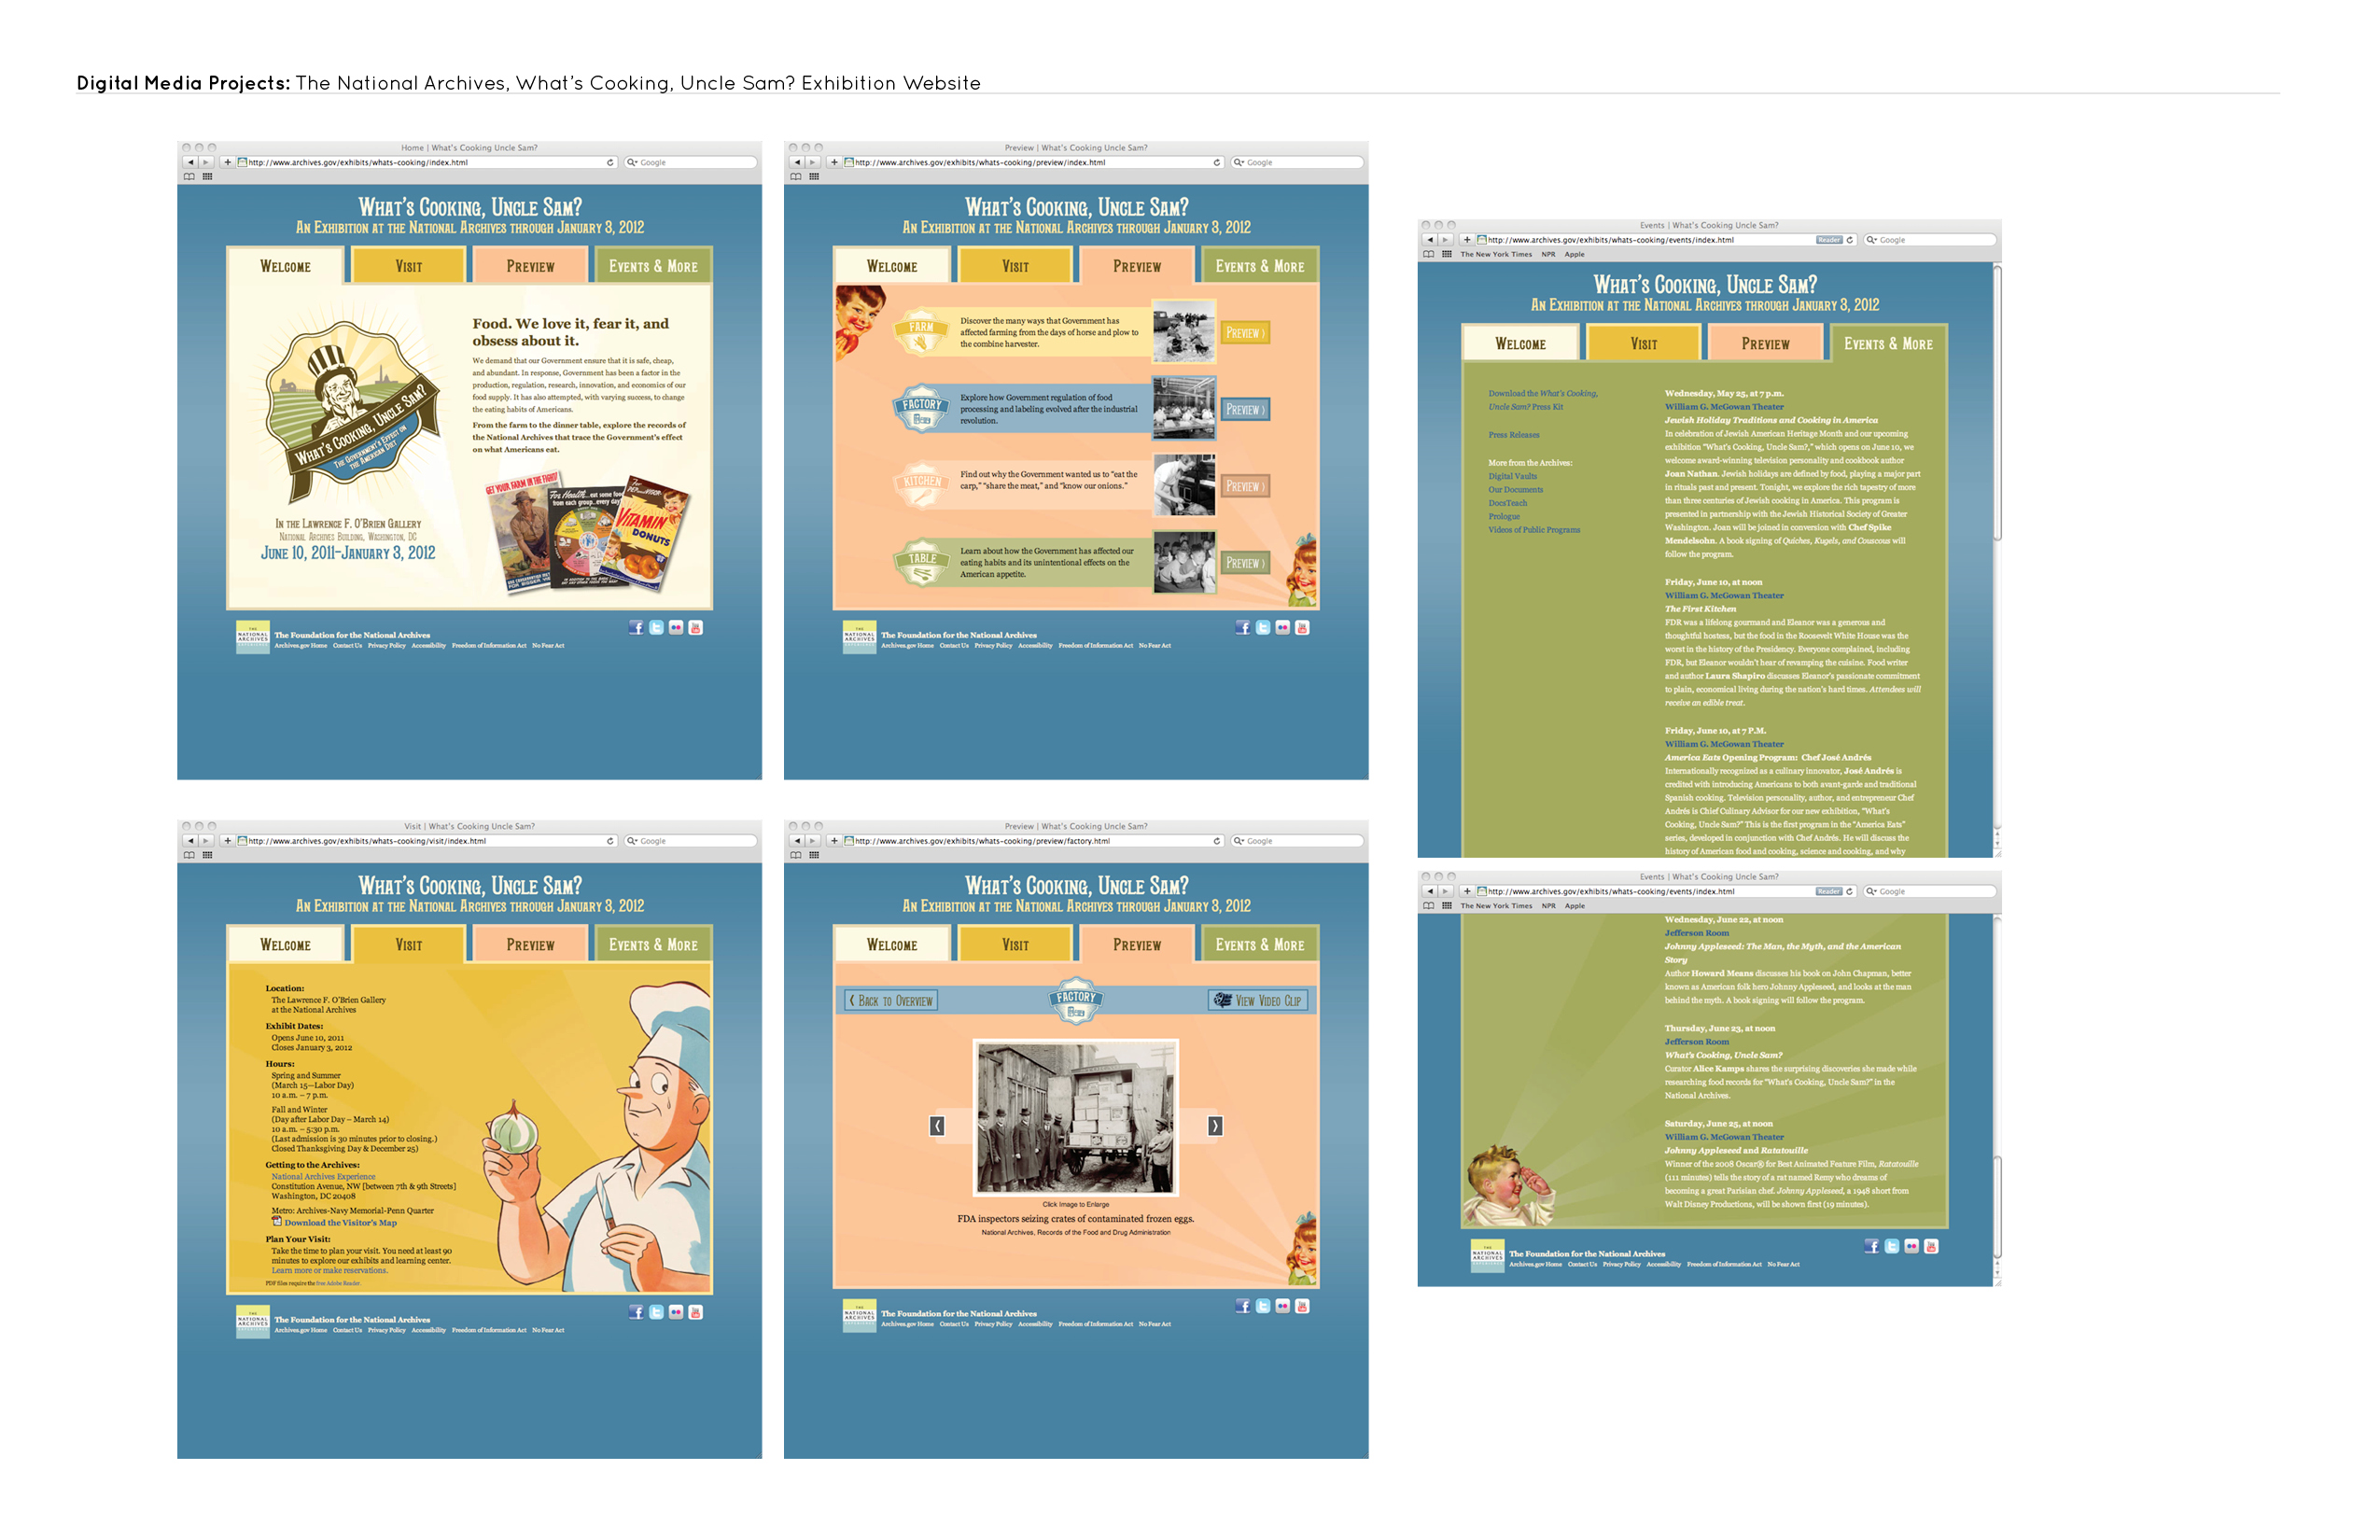 Digital Media Projects: The National Archives, What's Cooking, Uncle Sam? Exhibition Website
Home | What's Cooking Uncle Sam?
http://www.archives.gov/exhibits/whats-cooking/index.html
Google
What's Cooking, Uncle Sam?
An Exhibition at the National Archives through January 3, 2012
Welcome
Visit
Preview
Events & More
What's Cooking, Uncle Sam?
The Government's Effect on
the American Diet
In the Lawrence F. O'Brien Gallery
National Archives Building, Washington, DC
June 10, 2011–January 3, 2012
Food. We love it, fear it, and
obsess about it.
We demand that our Government ensure that it is safe, cheap,
and abundant. In response, Government has been a factor in the
production, regulation, research, innovation, and economics of our
food supply. It has also attempted, with varying success, to change
the eating habits of Americans.
From the farm to the dinner table, explore the records of
the National Archives that trace the Government's effect
on what Americans eat.
GET YOUR FARM IN THE FIGHT!
For Health...eat some food
from each group...every day
For PEP and VIGOR
VITAMIN
DONUTS
THE
NATIONAL
ARCHIVES
EXPERIENCE
The Foundation for the National Archives
Archives.gov Home Contact Us Privacy Policy Accessibility Freedom of Information Act No Fear Act
Preview | What's Cooking Uncle Sam?
http://www.archives.gov/exhibits/whats-cooking/preview/index.html
Google
What's Cooking, Uncle Sam?
An Exhibition at the National Archives through January 3, 2012
Welcome
Visit
Preview
Events & More
FARM
Discover the many ways that Government has
affected farming from the days of horse and plow to
the combine harvester.
Preview ›
FACTORY
Explore how Government regulation of food
processing and labeling evolved after the industrial
revolution.
Preview ›
KITCHEN
Find out why the Government wanted us to "eat the
carp," "share the meat," and "know our onions."
Preview ›
TABLE
Learn about how the Government has affected our
eating habits and its unintentional effects on the
American appetite.
Preview ›
THE
NATIONAL
ARCHIVES
EXPERIENCE
The Foundation for the National Archives
Archives.gov Home Contact Us Privacy Policy Accessibility Freedom of Information Act No Fear Act
Events | What's Cooking Uncle Sam?
http://www.archives.gov/exhibits/whats-cooking/events/index.html
Reader
Google
The New York Times NPR Apple
What's Cooking, Uncle Sam?
An Exhibition at the National Archives through January 3, 2012
Welcome
Visit
Preview
Events & More
Download the What's Cooking,
Uncle Sam? Press Kit
Press Releases
More from the Archives:
Digital Vaults
Our Documents
DocsTeach
Prologue
Videos of Public Programs
Wednesday, May 25, at 7 p.m.
William G. McGowan Theater
Jewish Holiday Traditions and Cooking in America
In celebration of Jewish American Heritage Month and our upcoming
exhibition "What's Cooking, Uncle Sam?," which opens on June 10, we
welcome award-winning television personality and cookbook author
Joan Nathan. Jewish holidays are defined by food, playing a major part
in rituals past and present. Tonight, we explore the rich tapestry of more
than three centuries of Jewish cooking in America. This program is
presented in partnership with the Jewish Historical Society of Greater
Washington. Joan will be joined in conversation with Chef Spike
Mendelsohn. A book signing of Quiches, Kugels, and Couscous will
follow the program.
Friday, June 10, at noon
William G. McGowan Theater
The First Kitchen
FDR was a lifelong gourmand and Eleanor was a generous and
thoughtful hostess, but the food in the Roosevelt White House was the
worst in the history of the Presidency. Everyone complained, including
FDR, but Eleanor wouldn't hear of revamping the cuisine. Food writer
and author Laura Shapiro discusses Eleanor's passionate commitment
to plain, economical living during the nation's hard times. Attendees will
receive an edible treat.
Friday, June 10, at 7 P.M.
William G. McGowan Theater
America Eats Opening Program: Chef José Andrés
Internationally recognized as a culinary innovator, José Andrés is
credited with introducing Americans to both avant-garde and traditional
Spanish cooking. Television personality, author, and entrepreneur Chef
Andrés is Chief Culinary Advisor for our new exhibition, "What's
Cooking, Uncle Sam?" This is the first program in the "America Eats"
series, developed in conjunction with Chef Andrés. He will discuss the
history of American food and cooking, science and cooking, and why
Visit | What's Cooking Uncle Sam?
http://www.archives.gov/exhibits/whats-cooking/visit/index.html
Google
What's Cooking, Uncle Sam?
An Exhibition at the National Archives through January 3, 2012
Welcome
Visit
Preview
Events & More
Location:
The Lawrence F. O'Brien Gallery
at the National Archives
Exhibit Dates:
Opens June 10, 2011
Closes January 3, 2012
Hours:
Spring and Summer
(March 15—Labor Day)
10 a.m. – 7 p.m.
Fall and Winter
(Day after Labor Day – March 14)
10 a.m. – 5:30 p.m.
(Last admission is 30 minutes prior to closing.)
Closed Thanksgiving Day & December 25)
Getting to the Archives:
National Archives Experience
Constitution Avenue, NW [between 7th & 9th Streets]
Washington, DC 20408
Metro: Archives-Navy Memorial-Penn Quarter
Download the Visitor's Map
Plan Your Visit:
Take the time to plan your visit. You need at least 90
minutes to explore our exhibits and learning center.
Learn more or make reservations.
PDF files require the free Adobe Reader.
THE
NATIONAL
ARCHIVES
EXPERIENCE
The Foundation for the National Archives
Archives.gov Home Contact Us Privacy Policy Accessibility Freedom of Information Act No Fear Act
Preview | What's Cooking Uncle Sam?
http://www.archives.gov/exhibits/whats-cooking/preview/factory.html
Google
What's Cooking, Uncle Sam?
An Exhibition at the National Archives through January 3, 2012
Welcome
Visit
Preview
Events & More
‹ Back to Overview
FACTORY
View Video Clip
Click Image to Enlarge
FDA inspectors seizing crates of contaminated frozen eggs.
National Archives, Records of the Food and Drug Administration
THE
NATIONAL
ARCHIVES
EXPERIENCE
The Foundation for the National Archives
Archives.gov Home Contact Us Privacy Policy Accessibility Freedom of Information Act No Fear Act
Events | What's Cooking Uncle Sam?
http://www.archives.gov/exhibits/whats-cooking/events/index.html
Reader
Google
The New York Times NPR Apple
Wednesday, June 22, at noon
Jefferson Room
Johnny Appleseed: The Man, the Myth, and the American
Story
Author Howard Means discusses his book on John Chapman, better
known as American folk hero Johnny Appleseed, and looks at the man
behind the myth. A book signing will follow the program.
Thursday, June 23, at noon
Jefferson Room
What's Cooking, Uncle Sam?
Curator Alice Kamps shares the surprising discoveries she made while
researching food records for "What's Cooking, Uncle Sam?" in the
National Archives.
Saturday, June 25, at noon
William G. McGowan Theater
Johnny Appleseed and Ratatouille
Winner of the 2008 Oscar® for Best Animated Feature Film, Ratatouille
(111 minutes) tells the story of a rat named Remy who dreams of
becoming a great Parisian chef. Johnny Appleseed, a 1948 short from
Walt Disney Productions, will be shown first (19 minutes).
THE
NATIONAL
ARCHIVES
EXPERIENCE
The Foundation for the National Archives
Archives.gov Home Contact Us Privacy Policy Accessibility Freedom of Information Act No Fear Act